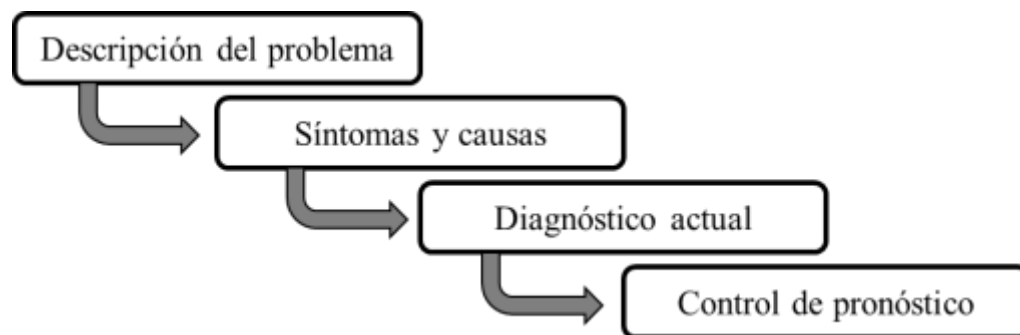 Descripción del problema
Síntomas y causas
Diagnóstico actual
Control de pronóstico